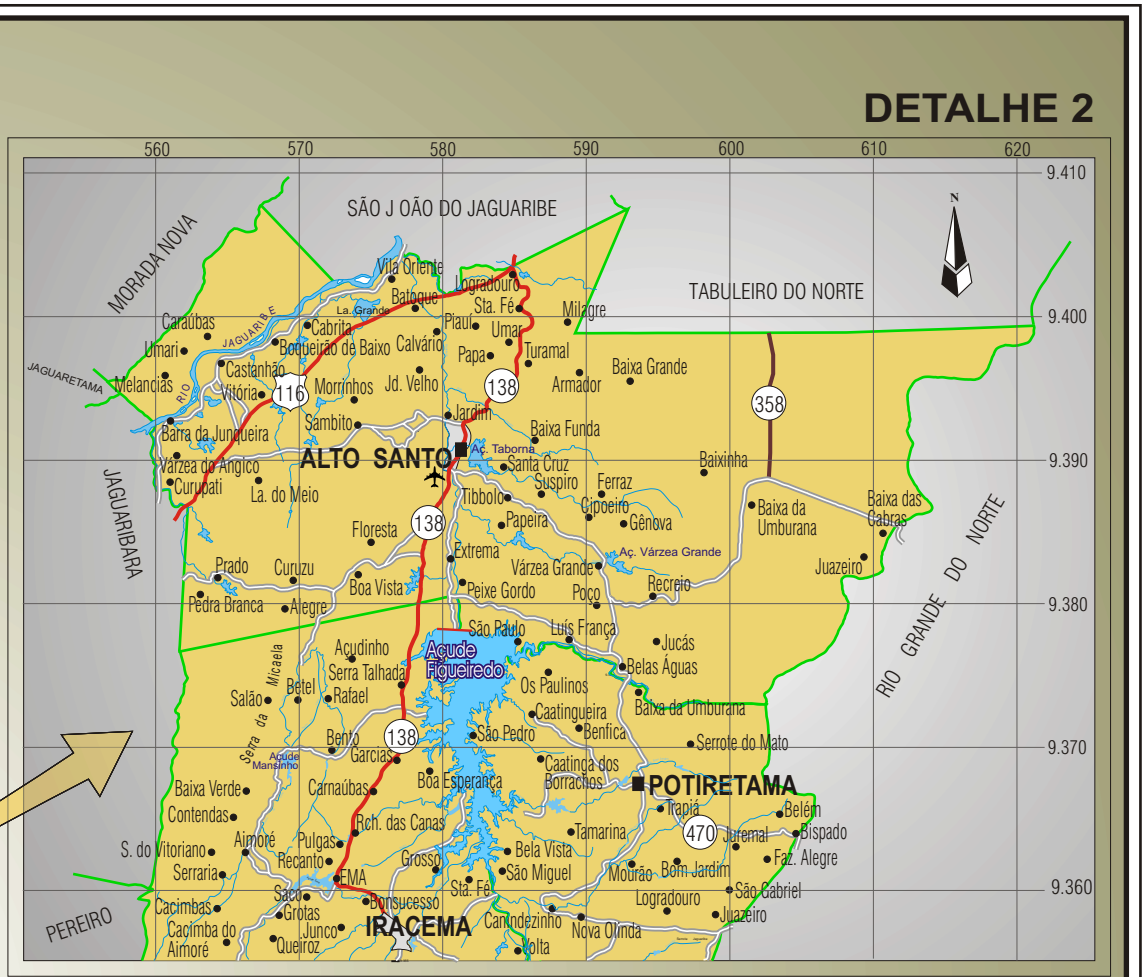 DETALHE 2
560 570 580 590 600 610 620
9.410
N
SÃO J OÃO DO JAGUARIBE
MORADA NOVA
Vila Oriente
Logradouro
TABULEIRO DO NORTE
La. Grande
Batoque
Sta. Fé
Milagre
9.400
Caraúbas
JAGUARIBE
Cabrita
Piauí
Umari
Boqueirão de Baixo
Calvário
Umar
Papa
Turamal
JAGUARETAMA
Castanhão
Melancias
RIO
Vitória
116
Morrinhos
Jd. Velho
138
Armador
Baixa Grande
358
Sambito
Jardim
Barra da Junqueira
Baixa Funda
ALTO SANTO
Aç. Taborna
9.390
Várzea do Angico
Santa Cruz
Baixinha
Curupati
La. do Meio
Suspiro
Ferraz
JAGUARIBARA
Tibbolo
Cipoeiro
Baixa da
Umburana
Baixa das
Cabras
138
Papeira
Gênova
Floresta
Extrema
Aç. Várzea Grande
Várzea Grande
Juazeiro
Prado
Curuzu
Boa Vista
Peixe Gordo
Recreio
Pedra Branca
Alegre
Poço
9.380
São Paulo
Luís França
Jucás
Açudinho
Açude
Figueiredo
RIO GRANDE DO NORTE
Serra Talhada
Belas Águas
Serra da Micaela
Os Paulinos
Salão
Betel
Rafael
Baixa da Umburana
Caatingueira
Bento
138
São Pedro
Benfica
Serrote do Mato
9.370
Açude
Mansinho
Garcias
Caatinga dos
Borrachos
Boa Esperança
POTIRETAMA
Baixa Verde
Carnaúbas
Contendas
Trapiá
Belém
Rch. das Canas
Tamarina
470
Juremal
Bispado
Aimoré
Pulgas
S. do Vitoriano
Recanto
Grosso
Bela Vista
Faz. Alegre
Serraria
EMA
São Miguel
Mourão
Bom Jardim
9.360
Sta. Fé
São Gabriel
Saco
Bonsucesso
Cacimbas
Grotas
Canindezinho
Logradouro
Juazeiro
PEREIRO
Cacimba do
Aimoré
Junco
IRACEMA
Nova Olinda
Queiroz
Volta